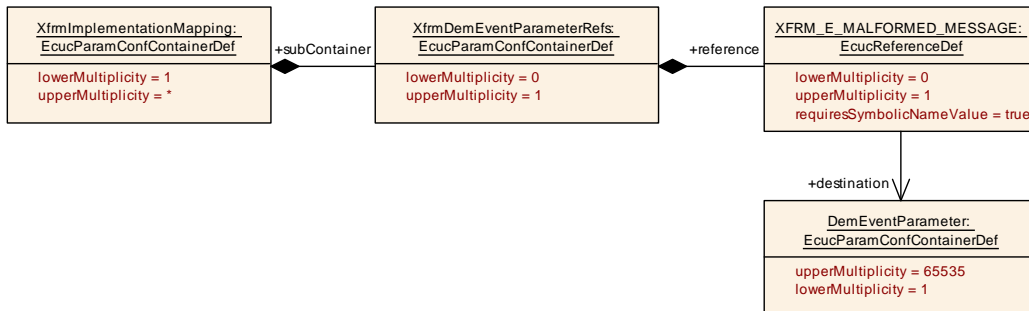 XfrmImplementationMapping:
EcucParamConfContainerDef
lowerMultiplicity = 1
upperMultiplicity = *
+subContainer
XfrmDemEventParameterRefs:
EcucParamConfContainerDef
lowerMultiplicity = 0
upperMultiplicity = 1
+reference
XFRM_E_MALFORMED_MESSAGE:
EcucReferenceDef
lowerMultiplicity = 0
upperMultiplicity = 1
requiresSymbolicNameValue = true
+destination
DemEventParameter:
EcucParamConfContainerDef
upperMultiplicity = 65535
lowerMultiplicity = 1